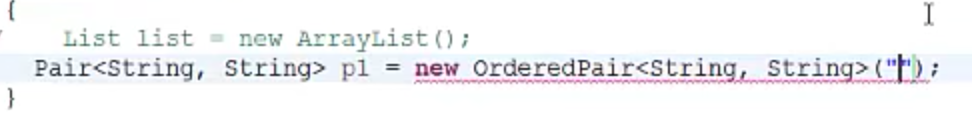 {
List list = new ArrayList();
Pair<String, String> p1 = new OrderedPair<String, String>("");
}